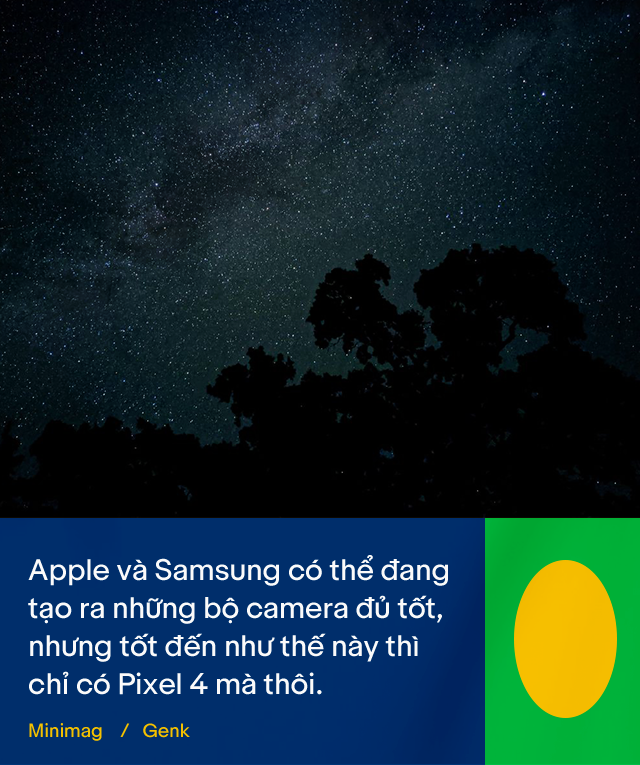 Apple và Samsung có thể đang
tạo ra những bộ camera đủ tốt,
nhưng tốt đến như thế này thì
chỉ có Pixel 4 mà thôi.
Minimag / Genk